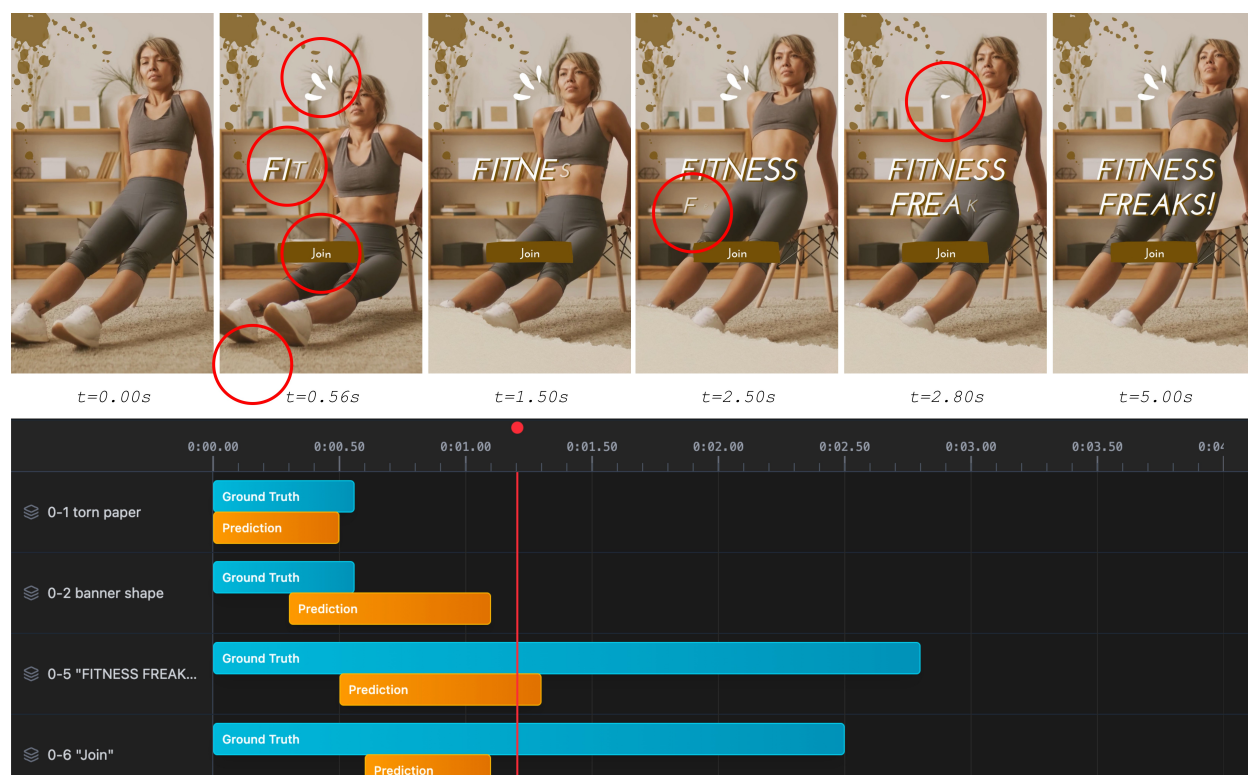 FIT
Join
FITNES
Join
FITNESS
F
Join
FITNESS
FREAK
Join
FITNESS
FREAKS!
Join
t=0.00s
t=0.56s
t=1.50s
t=2.50s
t=2.80s
t=5.00s
0:00.00
0:00.50
0:01.00
0:01.50
0:02.00
0:02.50
0:03.00
0:03.50
0-1 torn paper
Ground Truth
Prediction
0-2 banner shape
Ground Truth
Prediction
0-5 "FITNESS FREAK...
Ground Truth
Prediction
0-6 "Join"
Ground Truth
Prediction